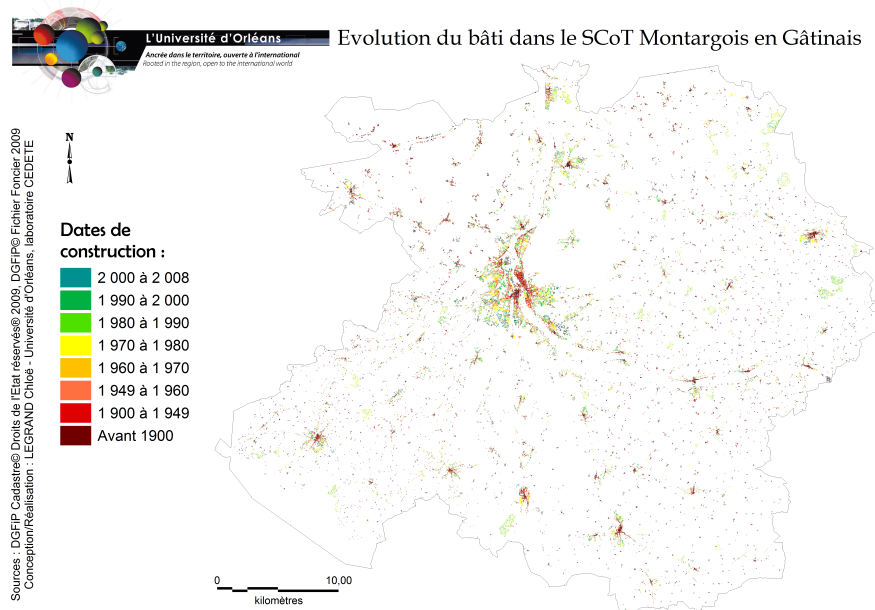 L'Université d'Orléans
Ancrée dans le territoire, ouverte à l'international
Rooted in the region, open to the international world
Evolution du bâti dans le SCoT Montargois en Gâtinais
N
Dates de
construction :
2 000 à 2 008
1 990 à 2 000
1 980 à 1 990
1 970 à 1 980
1 960 à 1 970
1 949 à 1 960
1 900 à 1 949
Avant 1900
Sources : DGFiP Cadastre© Droits de l'Etat réservés® 2009, DGFiP© Fichier Foncier 2009
Conception/Réalisation : LEGRAND Chloë - Université d'Orléans, laboratoire CEDETE
0 10,00
kilomètres